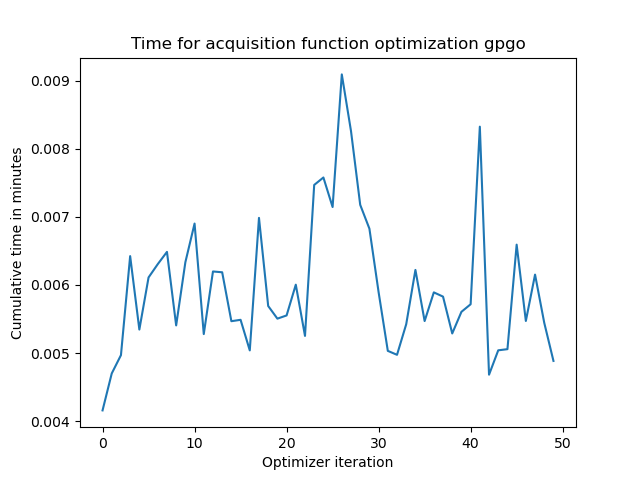 Time for acquisition function optimization gpgo
0.009
0.008
0.007
0.006
0.005
0.004
Cumulative time in minutes
0 10 20 30 40 50
Optimizer iteration